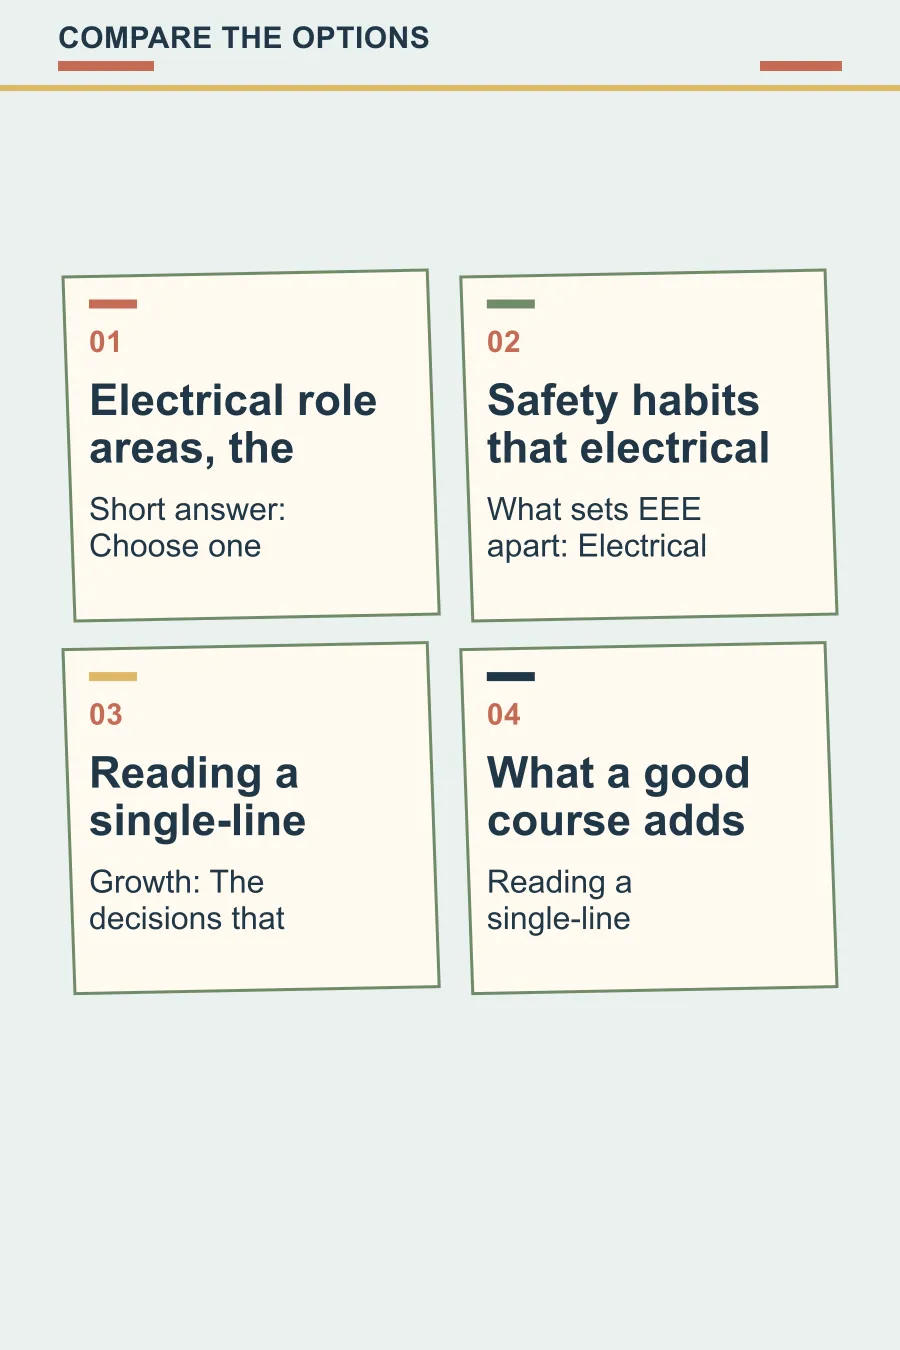 COMPARE THE OPTIONS
01
Electrical role
areas, the
Short answer:
Choose one
02
Safety habits
that electrical
What sets EEE
apart: Electrical
03
Reading a
single-line
Growth: The
decisions that
04
What a good
course adds
Reading a
single-line